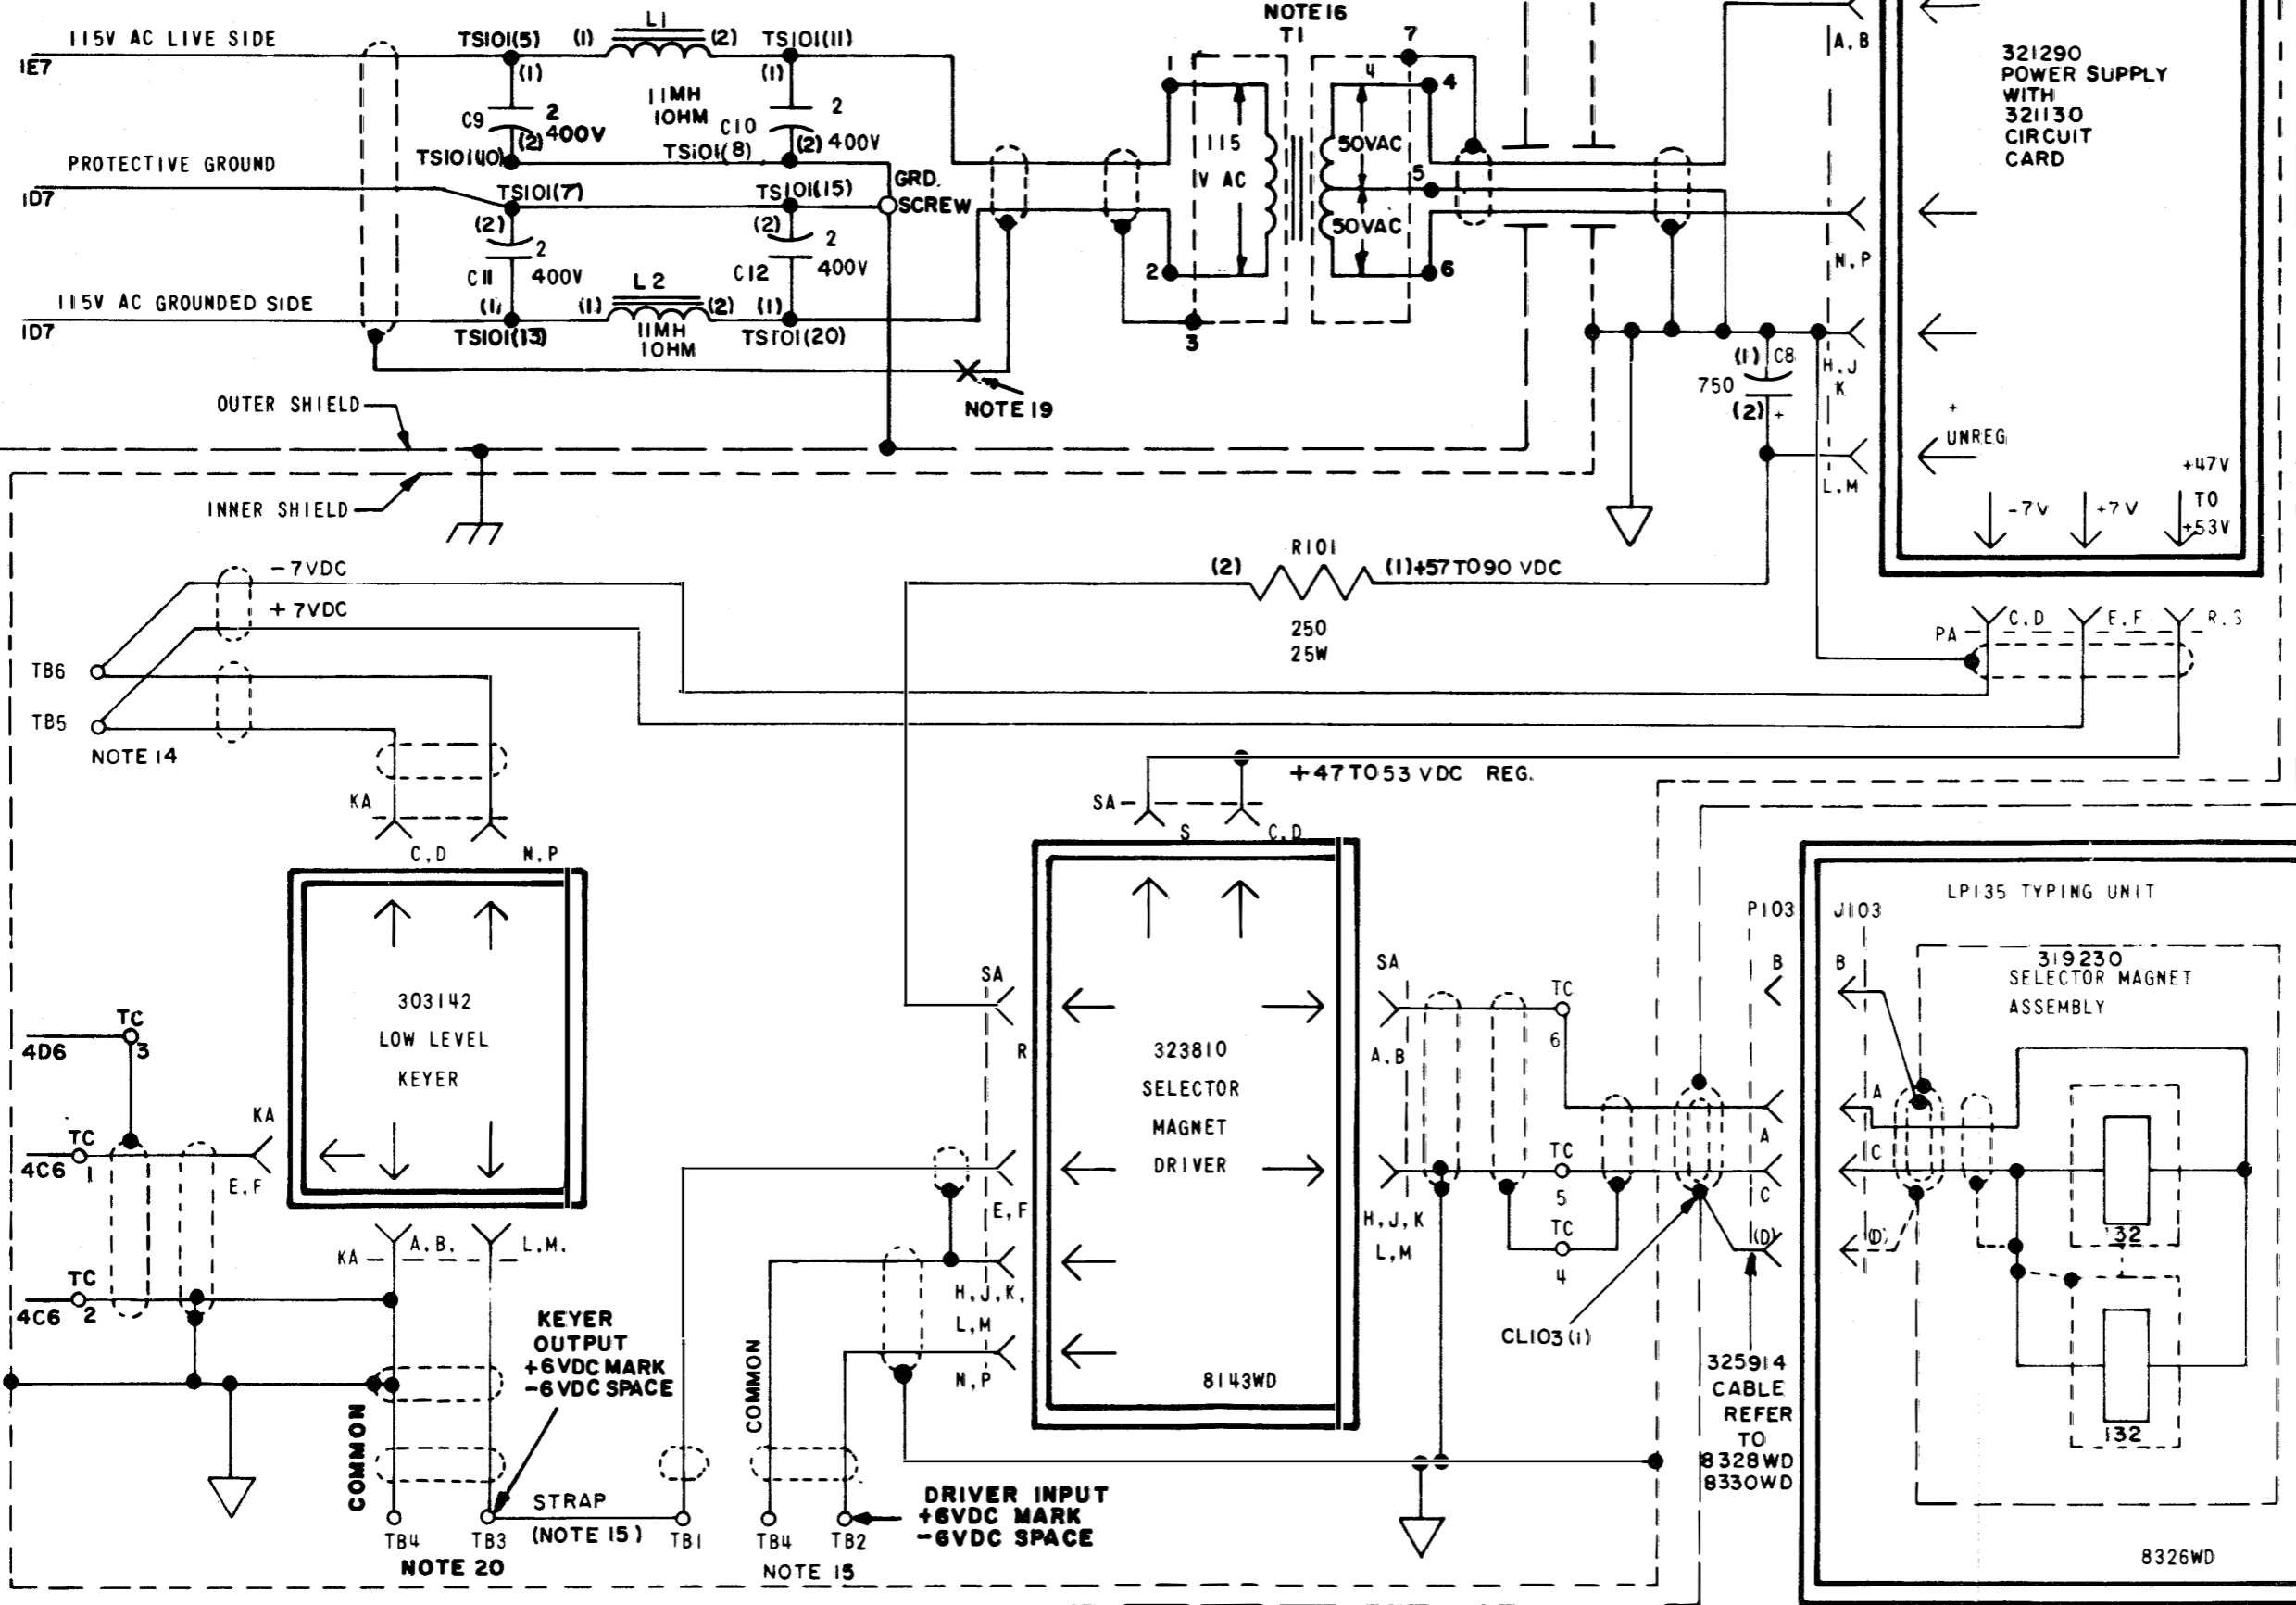 NOTE 16
115V AC LIVE SIDE
1E7
TS101(5)
(1)
L1
(2)
TS101(11)
T1
7
A.B
321290
POWER SUPPLY
WITH
321130
CIRCUIT
CARD
(1)
C9
2
400V
(2)
TS101(40)
11MH
10HM
(1)
C10
2
(2) 400V
TS101(8)
1
115
V AC
4
4
50VAC
5
50VAC
6
2
3
PROTECTIVE GROUND
1D7
TS101(7)
TS101(15)
GRD.
SCREW
(2)
2
C11
400V
(1)
TS101(13)
(2)
2
C12
400V
(1)
TS101(20)
115V AC GROUNDED SIDE
1D7
(1)
L2
(2)
11MH
10HM
N.P
(1) C8
750
(2) +
H.J
K
+
UNREG
L.M
+47V
TO
+53V
-7V
+7V
NOTE 19
OUTER SHIELD
INNER SHIELD
-7VDC
+7VDC
(2)
R101
(1)+57 TO 90 VDC
250
25W
PA
C.D
E.F
R.S
TB6
TB5
NOTE 14
+47 TO 53 VDC REG.
KA
C,D
N,P
SA
S
C,D
303142
LOW LEVEL
KEYER
4D6
TC
3
TC
4C6
1
KA
E,F
TC
4C6
2
KA
A.B.
L.M.
KEYER
OUTPUT
+6VDC MARK
-6VDC SPACE
COMMON
TB4
TB3
NOTE 20
STRAP
(NOTE 15)
TB1
COMMON
TB4
TB2
NOTE 15
DRIVER INPUT
+6VDC MARK
-6VDC SPACE
SA
R
E,F
H,J,K,
L,M
N,P
323810
SELECTOR
MAGNET
DRIVER
8143WD
SA
A.B
H,J,K
L,M
TC
6
TC
5
TC
4
CL103(1)
P103
J103
B
B
A
A
C
C
(D)
(D)
325914
CABLE
REFER
TO
8328WD
8330WD
LP135 TYPING UNIT
319230
SELECTOR MAGNET
ASSEMBLY
132
132
8326WD